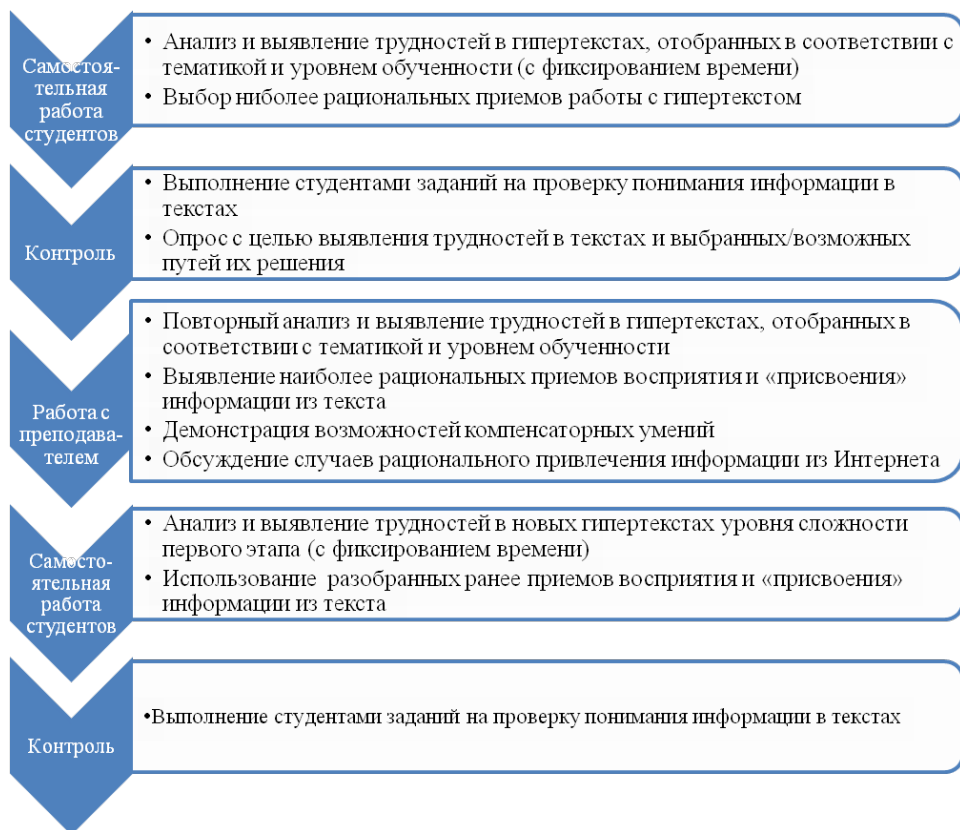 Самостоя-
тельная
работа
студентов
• Анализ и выявление трудностей в гипертекстах, отобранных в соответствии с
тематикой и уровнем обученности (с фиксированием времени)
• Выбор ниболее рациональных приемов работы с гипертекстом
Контроль
• Выполнение студентами заданий на проверку понимания информации в
текстах
• Опрос с целью выявления трудностей в текстах и выбранных/возможных
путей их решения
Работа с
преподава-
телем
• Повторный анализ и выявление трудностей в гипертекстах, отобранных в
соответствии с тематикой и уровнем обученности
• Выявление наиболее рациональных приемов восприятия и «присвоения»
информации из текста
• Демонстрация возможностей компенсаторных умений
• Обсуждение случаев рационального привлечения информации из Интернета
Самосто-
ятельная
работа
студентов
• Анализ и выявление трудностей в новых гипертекстах уровня сложности
первого этапа (с фиксированием времени)
• Использование разобранных ранее приемов восприятия и «присвоения»
информации из текста
Контроль
•Выполнение студентами заданий на проверку понимания информации в текстах